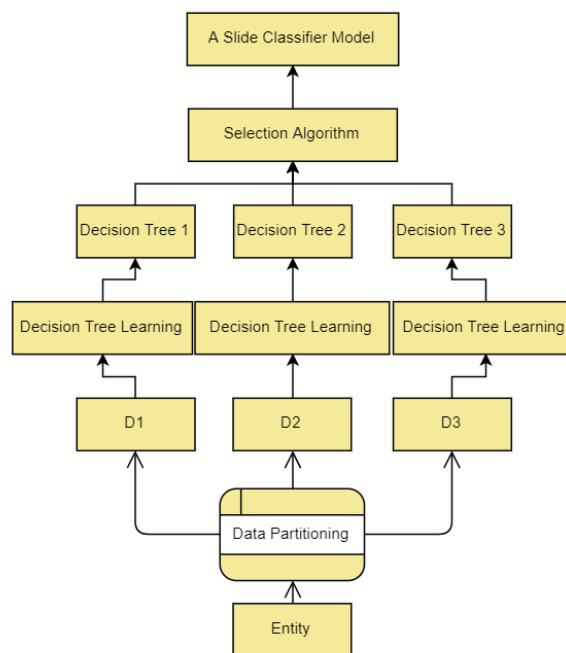 A Slide Classifier Model
Selection Algorithm
Decision Tree 1
Decision Tree 2
Decision Tree 3
Decision Tree Learning
Decision Tree Learning
Decision Tree Learning
D1
D2
D3
Data Partitioning
Entity